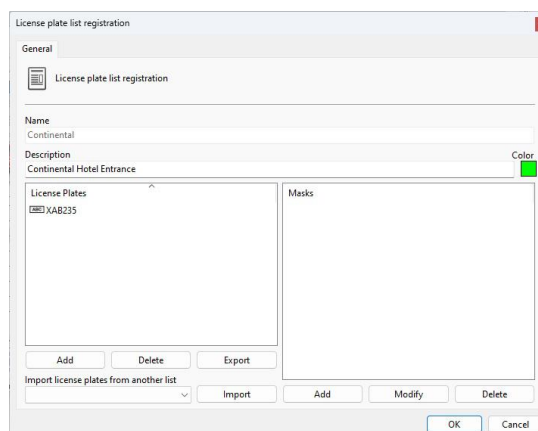 License plate list registration
General
License plate list registration
Name
Continental
Description
Color
Continental Hotel Entrance
License Plates
ABC XAB235
Masks
Add Delete Export
Import license plates from another list
Import
Add Modify Delete
OK Cancel